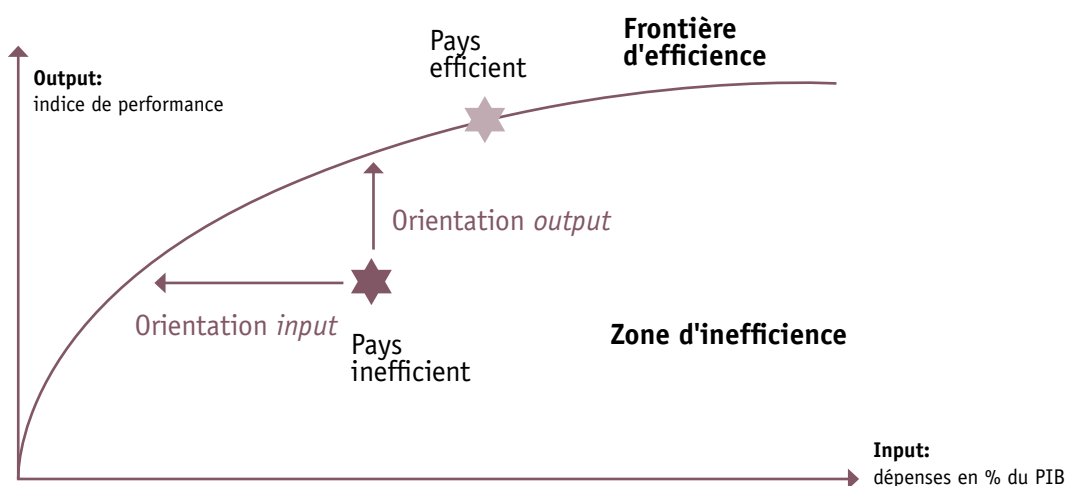 Frontière
d'efficience
Pays
efficient
Output:
indice de performance
Orientation output
Orientation input
Pays
inefficient
Zone d'inefficience
Input:
dépenses en % du PIB